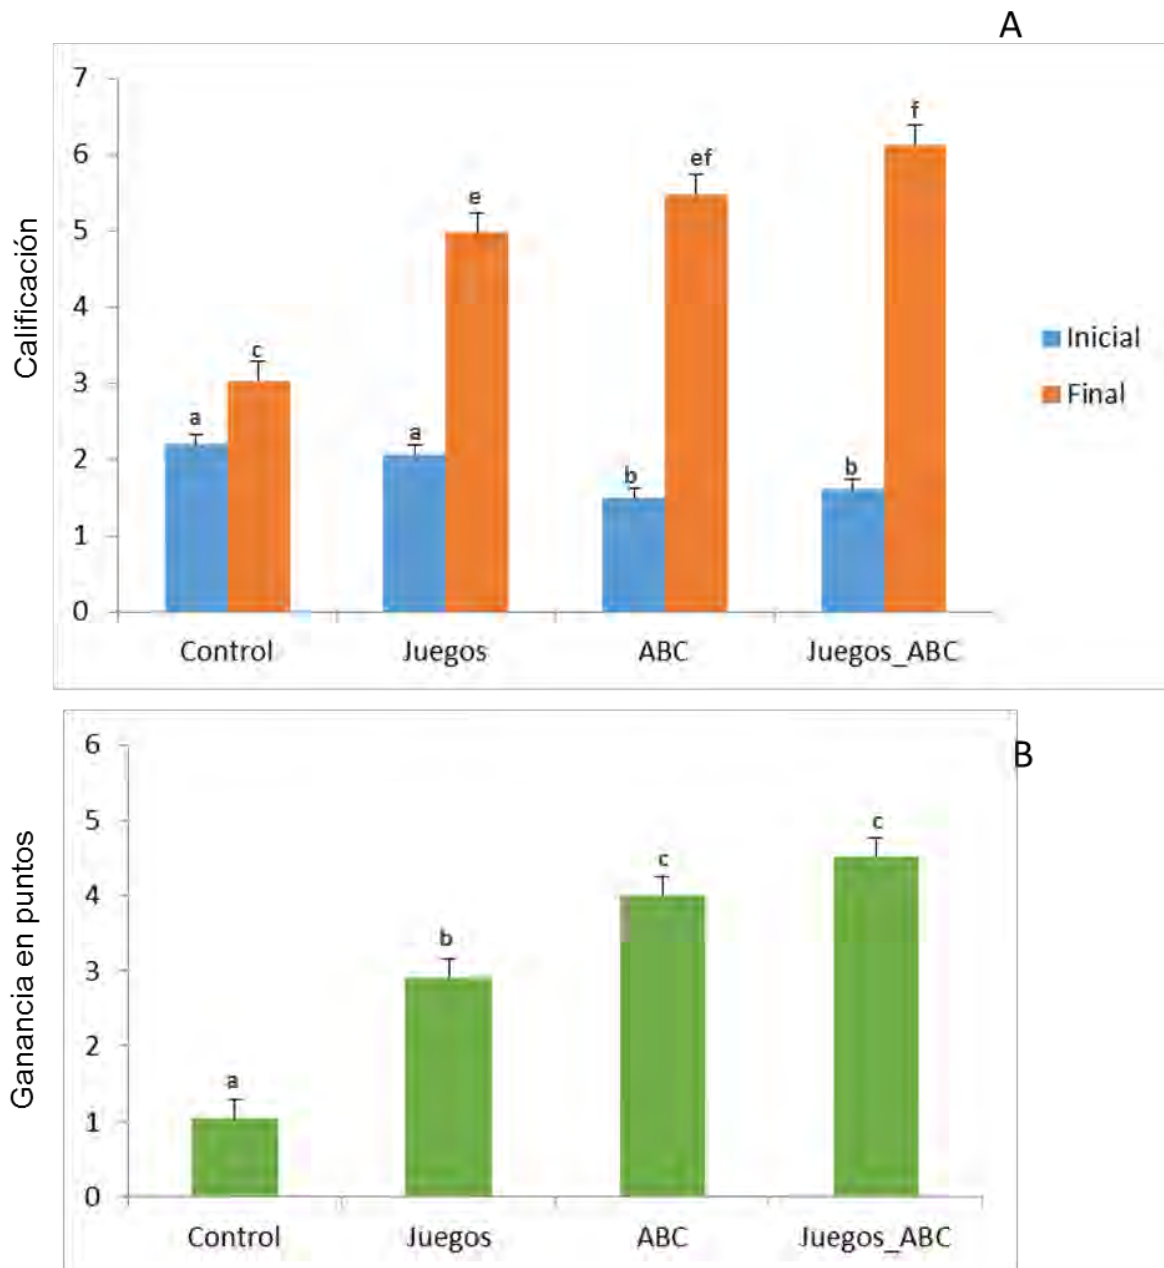 A
7
6
5
4
3
2
1
0
Calificación
a
c
a
e
b
ef
b
f
Inicial
Final
Control Juegos ABC Juegos_ABC
B
6
5
4
3
2
1
0
Ganancia en puntos
a
b
c
c
Control Juegos ABC Juegos_ABC